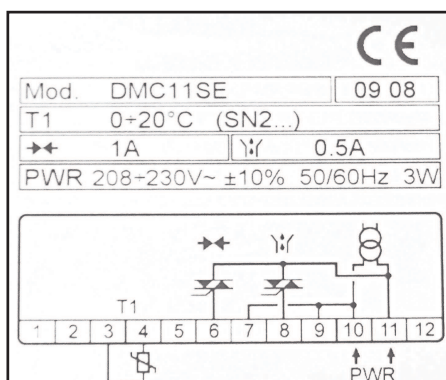 CE
Mod. DMC11SE 09 08
T1 0÷20°C (SN2...)
1A 0.5A
PWR 208÷230V~ ±10% 50/60Hz 3W
T1
1 2 3 4 5 6 7 8 9 10 11 12
PWR